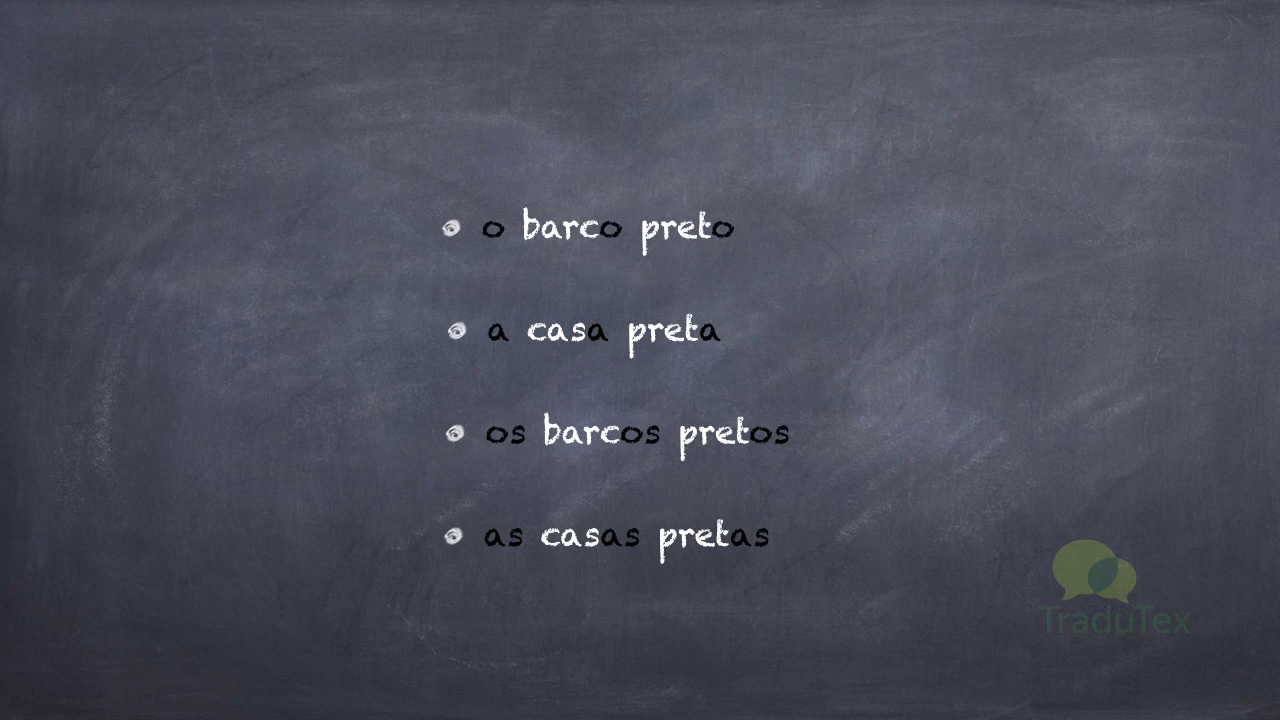 o barco preto
a casa preta
os barcos pretos
as casas pretas
TraduTex